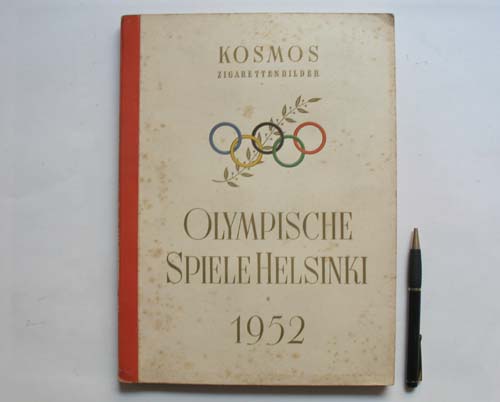 KOSMOS
ZIGARETTENBILDER
OLYMPISCHE
SPIELE HELSINKI
1952